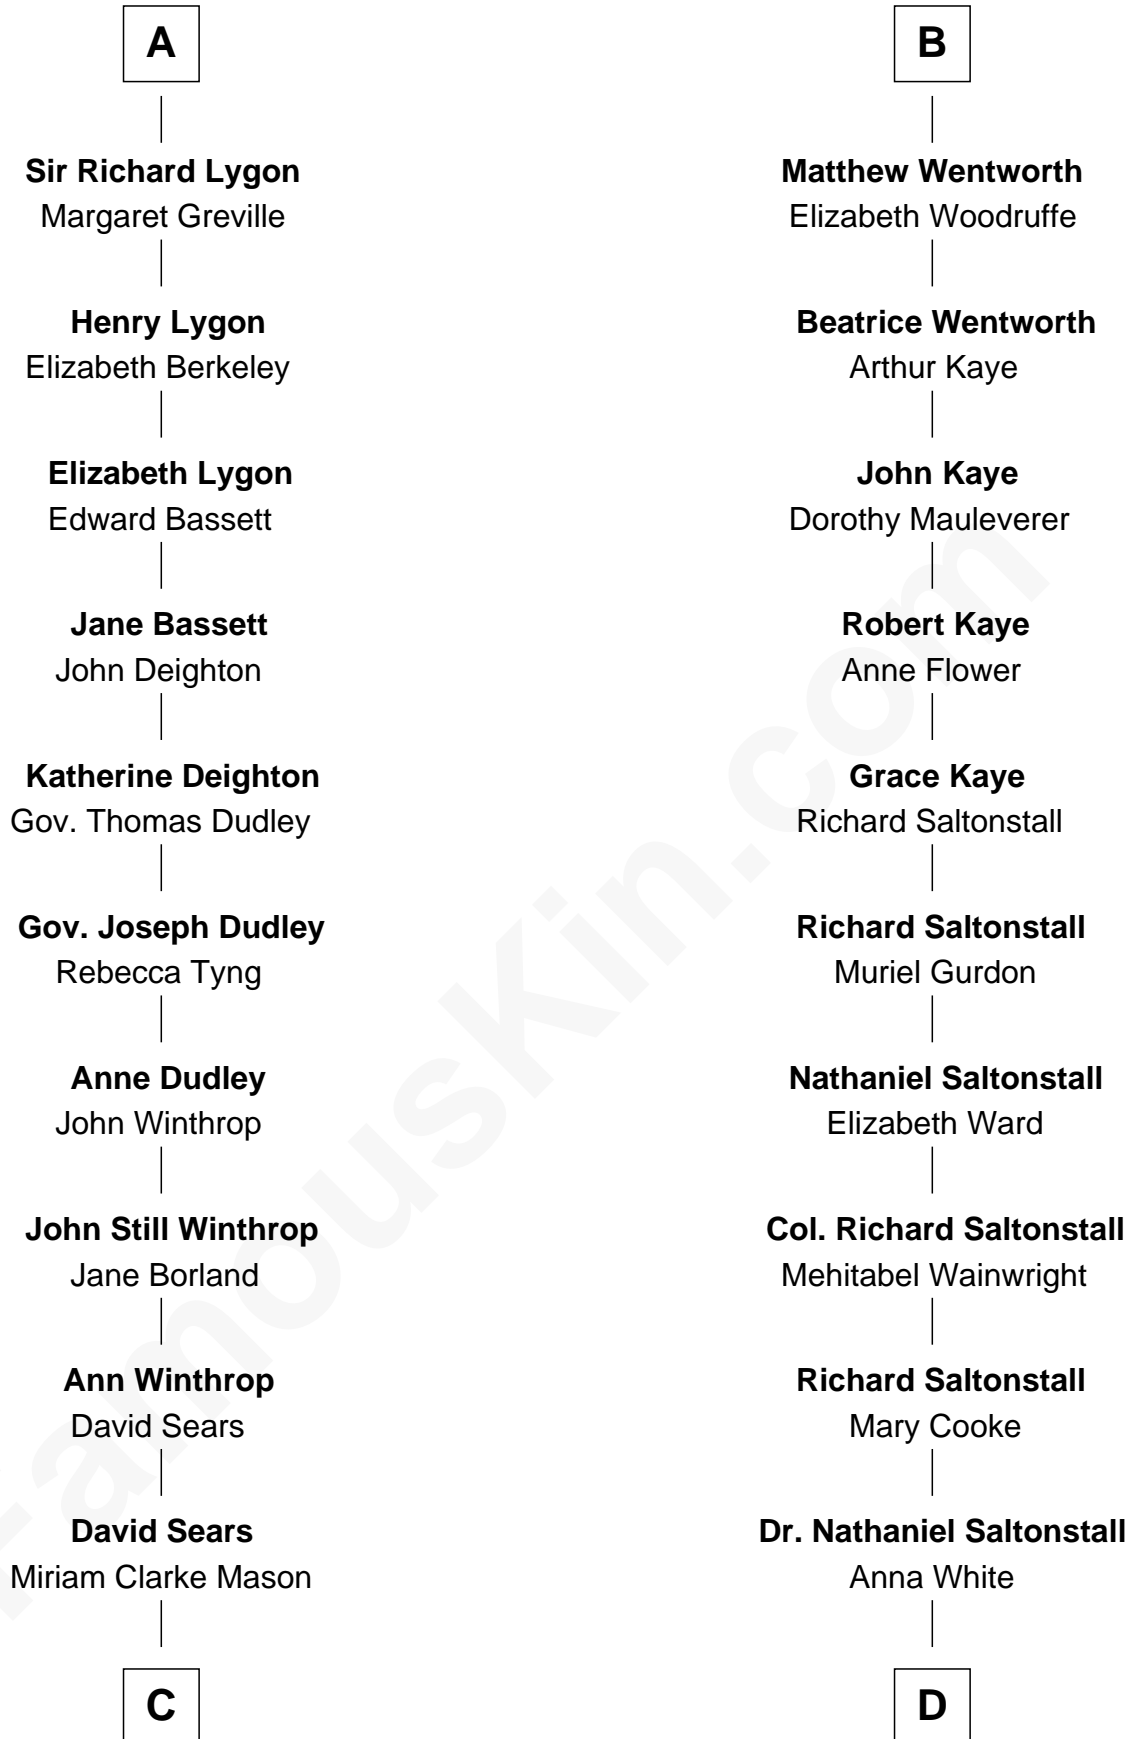 A
Sir Richard Lygon
Margaret Greville
Henry Lygon
Elizabeth Berkeley
Elizabeth Lygon
Edward Bassett
Jane Bassett
John Deighton
Katherine Deighton
Gov. Thomas Dudley
Gov. Joseph Dudley
Rebecca Tyng
Anne Dudley
John Winthrop
John Still Winthrop
Jane Borland
Ann Winthrop
David Sears
David Sears
Miriam Clarke Mason
C
B
Matthew Wentworth
Elizabeth Woodruffe
Beatrice Wentworth
Arthur Kaye
John Kaye
Dorothy Mauleverer
Robert Kaye
Anne Flower
Grace Kaye
Richard Saltonstall
Richard Saltonstall
Muriel Gurdon
Nathaniel Saltonstall
Elizabeth Ward
Col. Richard Saltonstall
Mehitabel Wainwright
Richard Saltonstall
Mary Cooke
Dr. Nathaniel Saltonstall
Anna White
D
FamousKin.com